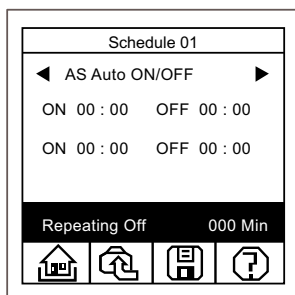 Schedule 01
◀ AS Auto ON/OFF ▶
ON 00 : 00 OFF 00 : 00
ON 00 : 00 OFF 00 : 00
Repeating Off 000 Min
?